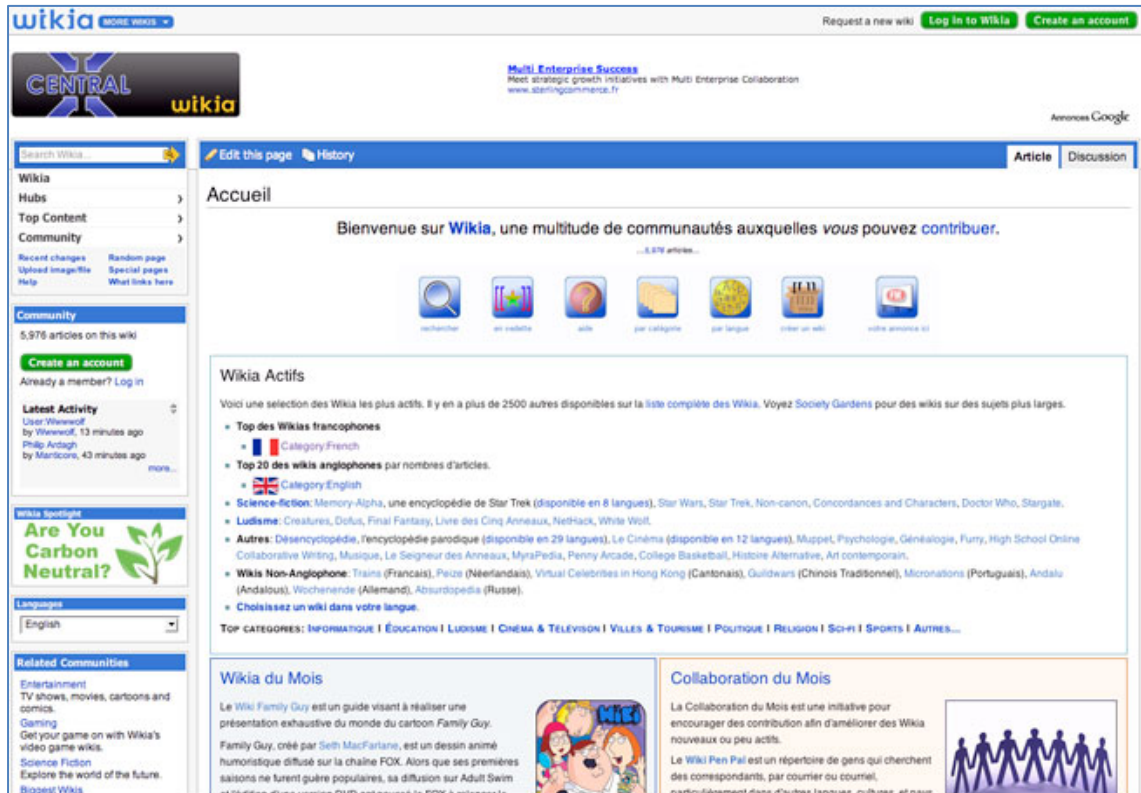 wikia MORE WIKIS
Request a new wiki Log in to Wikia Create an account
CENTRAL
wikia
Multi Enterprise Success
Meet strategic growth initiatives with Multi Enterprise Collaboration
www.sterlingcommerce.fr
Annonces Google
Search Wikia...
Edit this page History
Article Discussion
Wikia
Hubs
Top Content
Community
Recent changes Random page
Upload image/file Special pages
Help What links here
Community
5,976 articles on this wiki
Create an account
Already a member? Log in
Latest Activity
User:Wwwwolf
by Wwwwolf, 13 minutes ago
Philip Ardagh
by Manticore, 43 minutes ago
more...
Wikia Spotlight
Are You
Carbon
Neutral?
Languages
English
Related Communities
Entertainment
TV shows, movies, cartoons and
comics.
Gaming
Get your game on with Wikia's
video game wikis.
Science Fiction
Explore the world of the future.
Biggest Wikis
Accueil
Bienvenue sur Wikia, une multitude de communautés auxquelles vous pouvez contribuer.
...5,976 articles...
rechercher en vedette aide par catégorie par langue créer un wiki votre annonce ici
Wikia Actifs
Voici une selection des Wikia les plus actifs. Il y en a plus de 2500 autres disponibles sur la liste complète des Wikia. Voyez Society Gardens pour des wikis sur des sujets plus larges.
Top des Wikias francophones
Category:French
Top 20 des wikis anglophones par nombres d'articles.
Category:English
Science-fiction: Memory-Alpha, une encyclopédie de Star Trek (disponible en 8 langues), Star Wars, Star Trek, Non-canon, Concordances and Characters, Doctor Who, Stargate.
Ludisme: Creatures, Dofus, Final Fantasy, Livre des Cinq Anneaux, NetHack, White Wolf.
Autres: Désencyclopédie, l'encyclopédie parodique (disponible en 29 langues), Le Cinéma (disponible en 12 langues), Muppet, Psychologie, Généalogie, Furry, High School Online
Collaborative Writing, Musique, Le Seigneur des Anneaux, MyraPedia, Penny Arcade, College Basketball, Histoire Alternative, Art contemporain.
Wikis Non-Anglophone: Trains (Francais), Peize (Néerlandais), Virtual Celebrities in Hong Kong (Cantonais), Guildwars (Chinois Traditionnel), Micronations (Portuguais), Andalu
(Andalous), Wochenende (Allemand), Absurdopedia (Russe).
Choisissez un wiki dans votre langue.
TOP CATEGORIES: INFORMATIQUE | ÉDUCATION | LUDISME | CINÉMA & TÉLÉVISON | VILLES & TOURISME | POLITIQUE | RELIGION | SCI-FI | SPORTS | AUTRES...
Wikia du Mois
Le Wiki Family Guy est un guide visant à réaliser une
présentation exhaustive du monde du cartoon Family Guy.
Family Guy, créé par Seth MacFarlane, est un dessin animé
humoristique diffusé sur la chaîne FOX. Alors que ses premières
saisons ne furent guère populaires, sa diffusion sur Adult Swim
WiKi
Collaboration du Mois
La Collaboration du Mois est une initiative pour
encourager des contribution afin d'améliorer des Wikia
nouveaux ou peu actifs.
Le Wiki Pen Pal est un répertoire de gens qui cherchent
des correspondants, par courrier ou courriel,
particulièrement dans d'autres langues, cultures, et pays